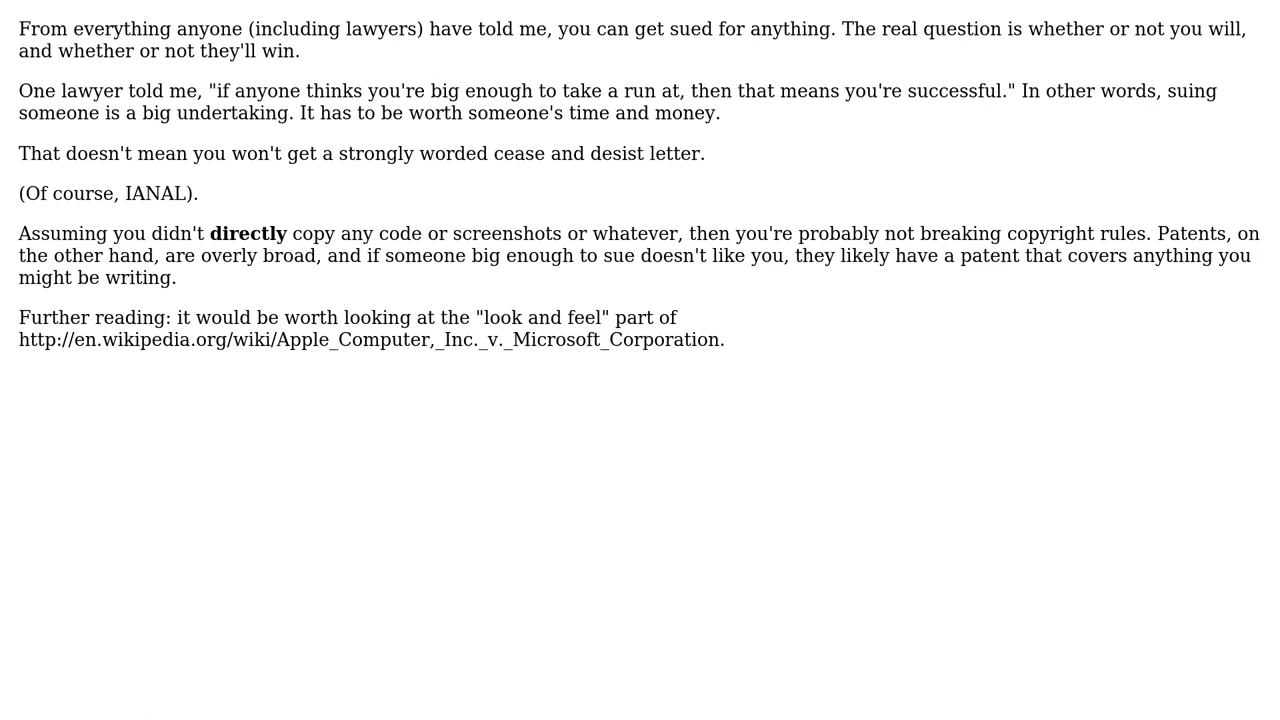 From everything anyone (including lawyers) have told me, you can get sued for anything. The real question is whether or not you will,
and whether or not they'll win.
One lawyer told me, "if anyone thinks you're big enough to take a run at, then that means you're successful." In other words, suing
someone is a big undertaking. It has to be worth someone's time and money.
That doesn't mean you won't get a strongly worded cease and desist letter.
(Of course, IANAL).
Assuming you didn't directly copy any code or screenshots or whatever, then you're probably not breaking copyright rules. Patents, on
the other hand, are overly broad, and if someone big enough to sue doesn't like you, they likely have a patent that covers anything you
might be writing.
Further reading: it would be worth looking at the "look and feel" part of
http://en.wikipedia.org/wiki/Apple_Computer,_Inc._v._Microsoft_Corporation.